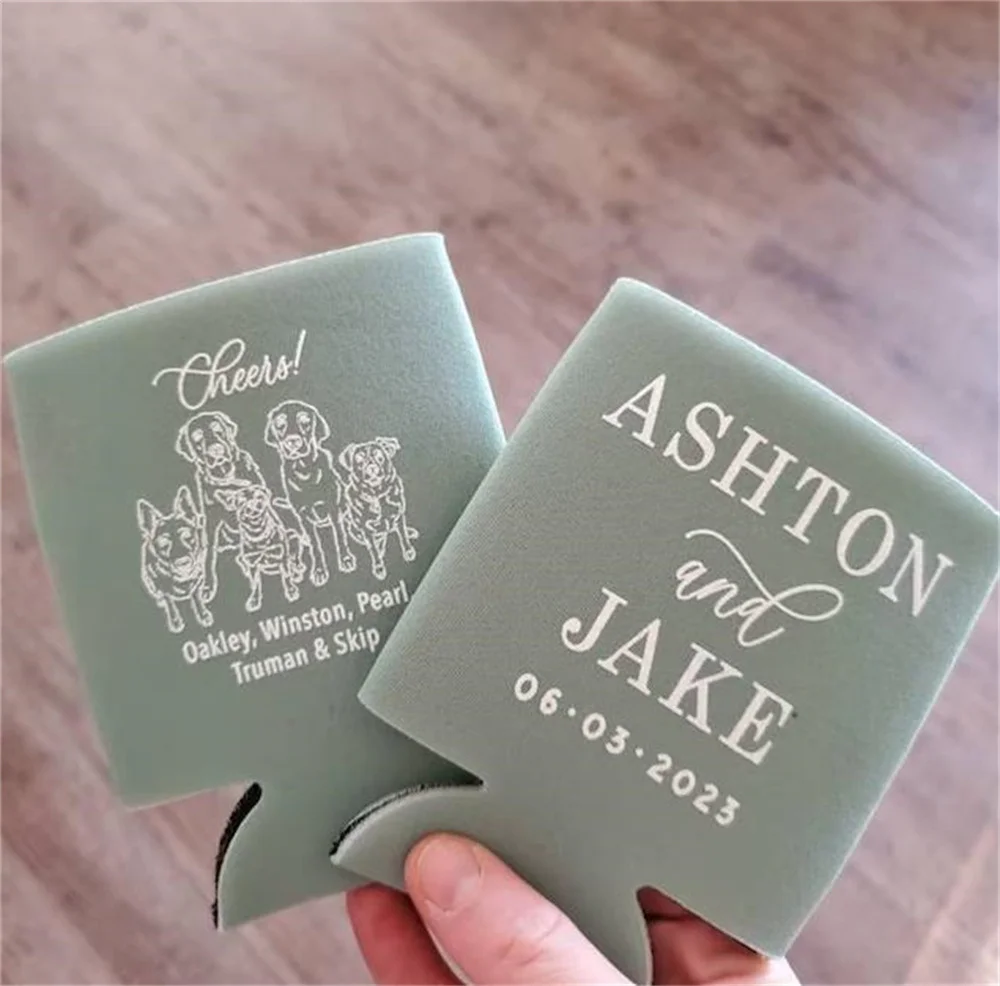 Cheers!
Oakley, Winston, Pearl
Truman & Skip
ASHTON
and
JAKE
06·03·2023